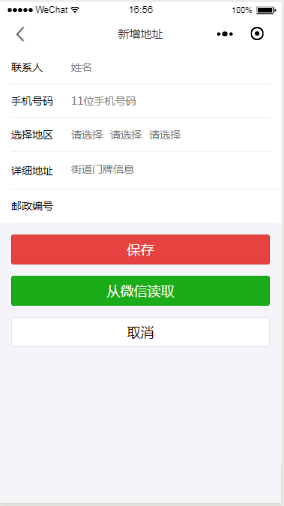 WeChat 16:56 100%
新增地址
联系人 姓名
手机号码 11位手机号码
选择地区 请选择 请选择 请选择
详细地址 街道门牌信息
邮政编号
保存
从微信读取
取消